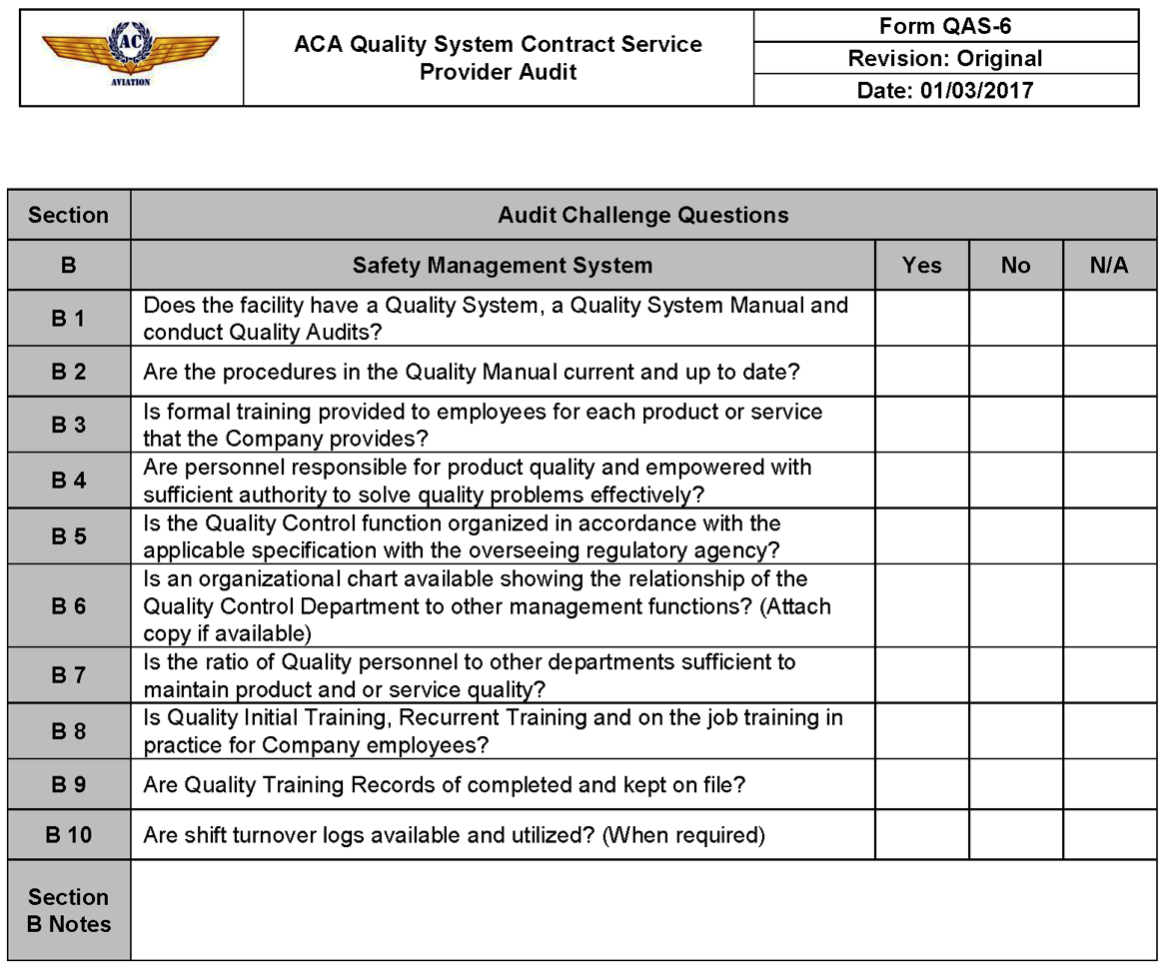 AC
AVIATION
ACA Quality System Contract Service
Provider Audit
Form QAS-6
Revision: Original
Date: 01/03/2017
Section
Audit Challenge Questions
B
Safety Management System
Yes
No
N/A
B 1
Does the facility have a Quality System, a Quality System Manual and
conduct Quality Audits?
B 2
Are the procedures in the Quality Manual current and up to date?
B 3
Is formal training provided to employees for each product or service
that the Company provides?
B 4
Are personnel responsible for product quality and empowered with
sufficient authority to solve quality problems effectively?
B 5
Is the Quality Control function organized in accordance with the
applicable specification with the overseeing regulatory agency?
B 6
Is an organizational chart available showing the relationship of the
Quality Control Department to other management functions? (Attach
copy if available)
B 7
Is the ratio of Quality personnel to other departments sufficient to
maintain product and or service quality?
B 8
Is Quality Initial Training, Recurrent Training and on the job training in
practice for Company employees?
B 9
Are Quality Training Records of completed and kept on file?
B 10
Are shift turnover logs available and utilized? (When required)
Section
B Notes